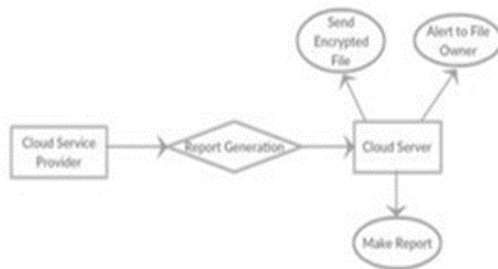 Send
Encrypted
File
Alert to File
Owner
Cloud Service
Provider
Report Generation
Cloud Server
Make Report